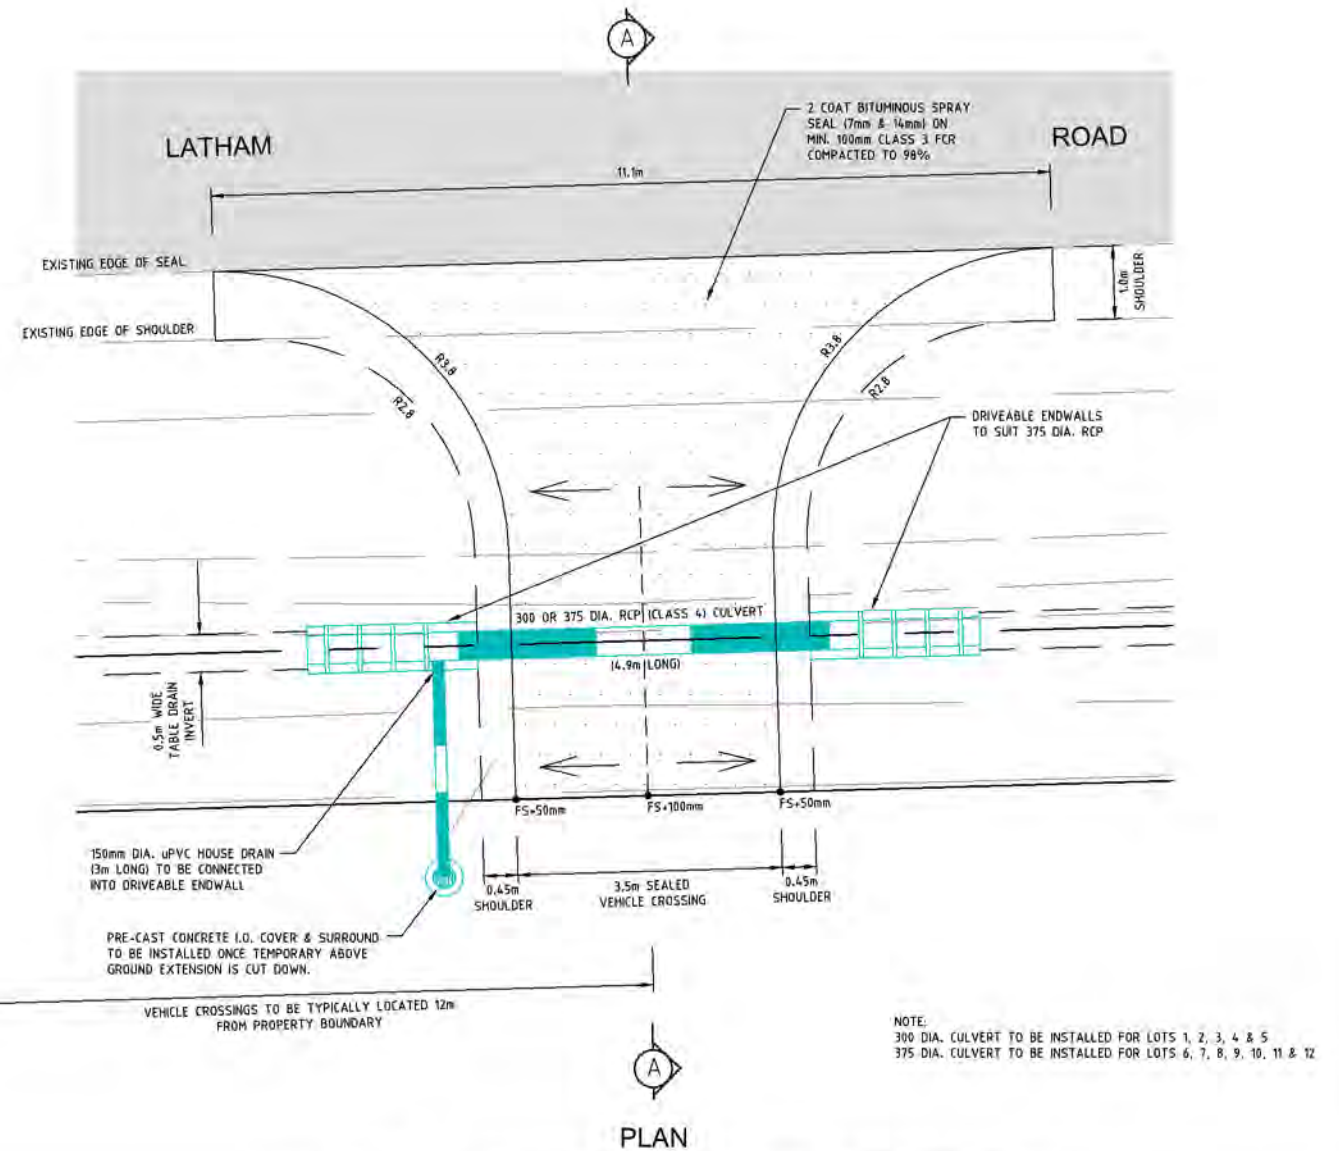 A
2 COAT BITUMINOUS SPRAY
SEAL (7mm & 14mm) ON
MIN. 100mm CLASS 3 FCR
COMPACTED TO 98%
LATHAM
ROAD
11.1m
EXISTING EDGE OF SEAL
1.0m
SHOULDER
EXISTING EDGE OF SHOULDER
R3.8
R3.8
R2.8
R2.8
DRIVEABLE ENDWALLS
TO SUIT 375 DIA. RCP
300 OR 375 DIA. RCP (CLASS 4) CULVERT
(4.9m LONG)
0.5m WIDE
TABLE DRAIN
INVERT
FS+50mm
FS+100mm
FS+50mm
150mm DIA. uPVC HOUSE DRAIN
(3m LONG) TO BE CONNECTED
INTO DRIVEABLE ENDWALL
0.45m
SHOULDER
3.5m SEALED
VEHICLE CROSSING
0.45m
SHOULDER
PRE-CAST CONCRETE I.O. COVER & SURROUND
TO BE INSTALLED ONCE TEMPORARY ABOVE
GROUND EXTENSION IS CUT DOWN.
VEHICLE CROSSINGS TO BE TYPICALLY LOCATED 12m
FROM PROPERTY BOUNDARY
NOTE:
300 DIA. CULVERT TO BE INSTALLED FOR LOTS 1, 2, 3, 4 & 5
375 DIA. CULVERT TO BE INSTALLED FOR LOTS 6, 7, 8, 9, 10, 11 & 12
A
PLAN